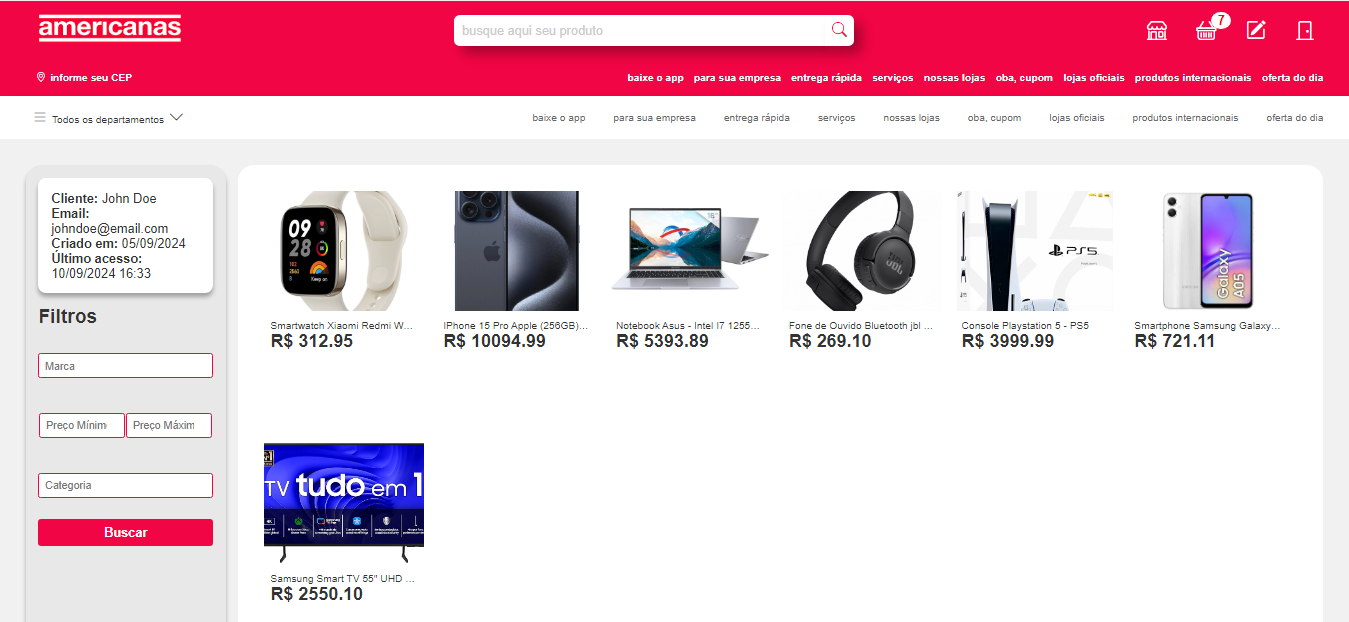 americanas
busque aqui seu produto
7
informe seu CEP
baixe o app para sua empresa entrega rápida serviços nossas lojas oba, cupom lojas oficiais produtos internacionais oferta do dia
Todos os departamentos
baixe o app para sua empresa entrega rápida serviços nossas lojas oba, cupom lojas oficiais produtos internacionais oferta do dia
Cliente: John Doe
Email:
johndoe@email.com
Criado em: 05/09/2024
Último acesso:
10/09/2024 16:33
Filtros
Marca
Preço Mínim Preço Máxim
Categoria
Buscar
09
28
Keep on
16"
JBL
PS5
Galaxy
A05
Smartwatch Xiaomi Redmi W...
R$ 312.95
IPhone 15 Pro Apple (256GB)...
R$ 10094.99
Notebook Asus - Intel I7 1255...
R$ 5393.89
Fone de Ouvido Bluetooth jbl ...
R$ 269.10
Console Playstation 5 - PS5
R$ 3999.99
Smartphone Samsung Galaxy...
R$ 721.11
TV tudo em 1
Samsung Smart TV 55" UHD ...
R$ 2550.10